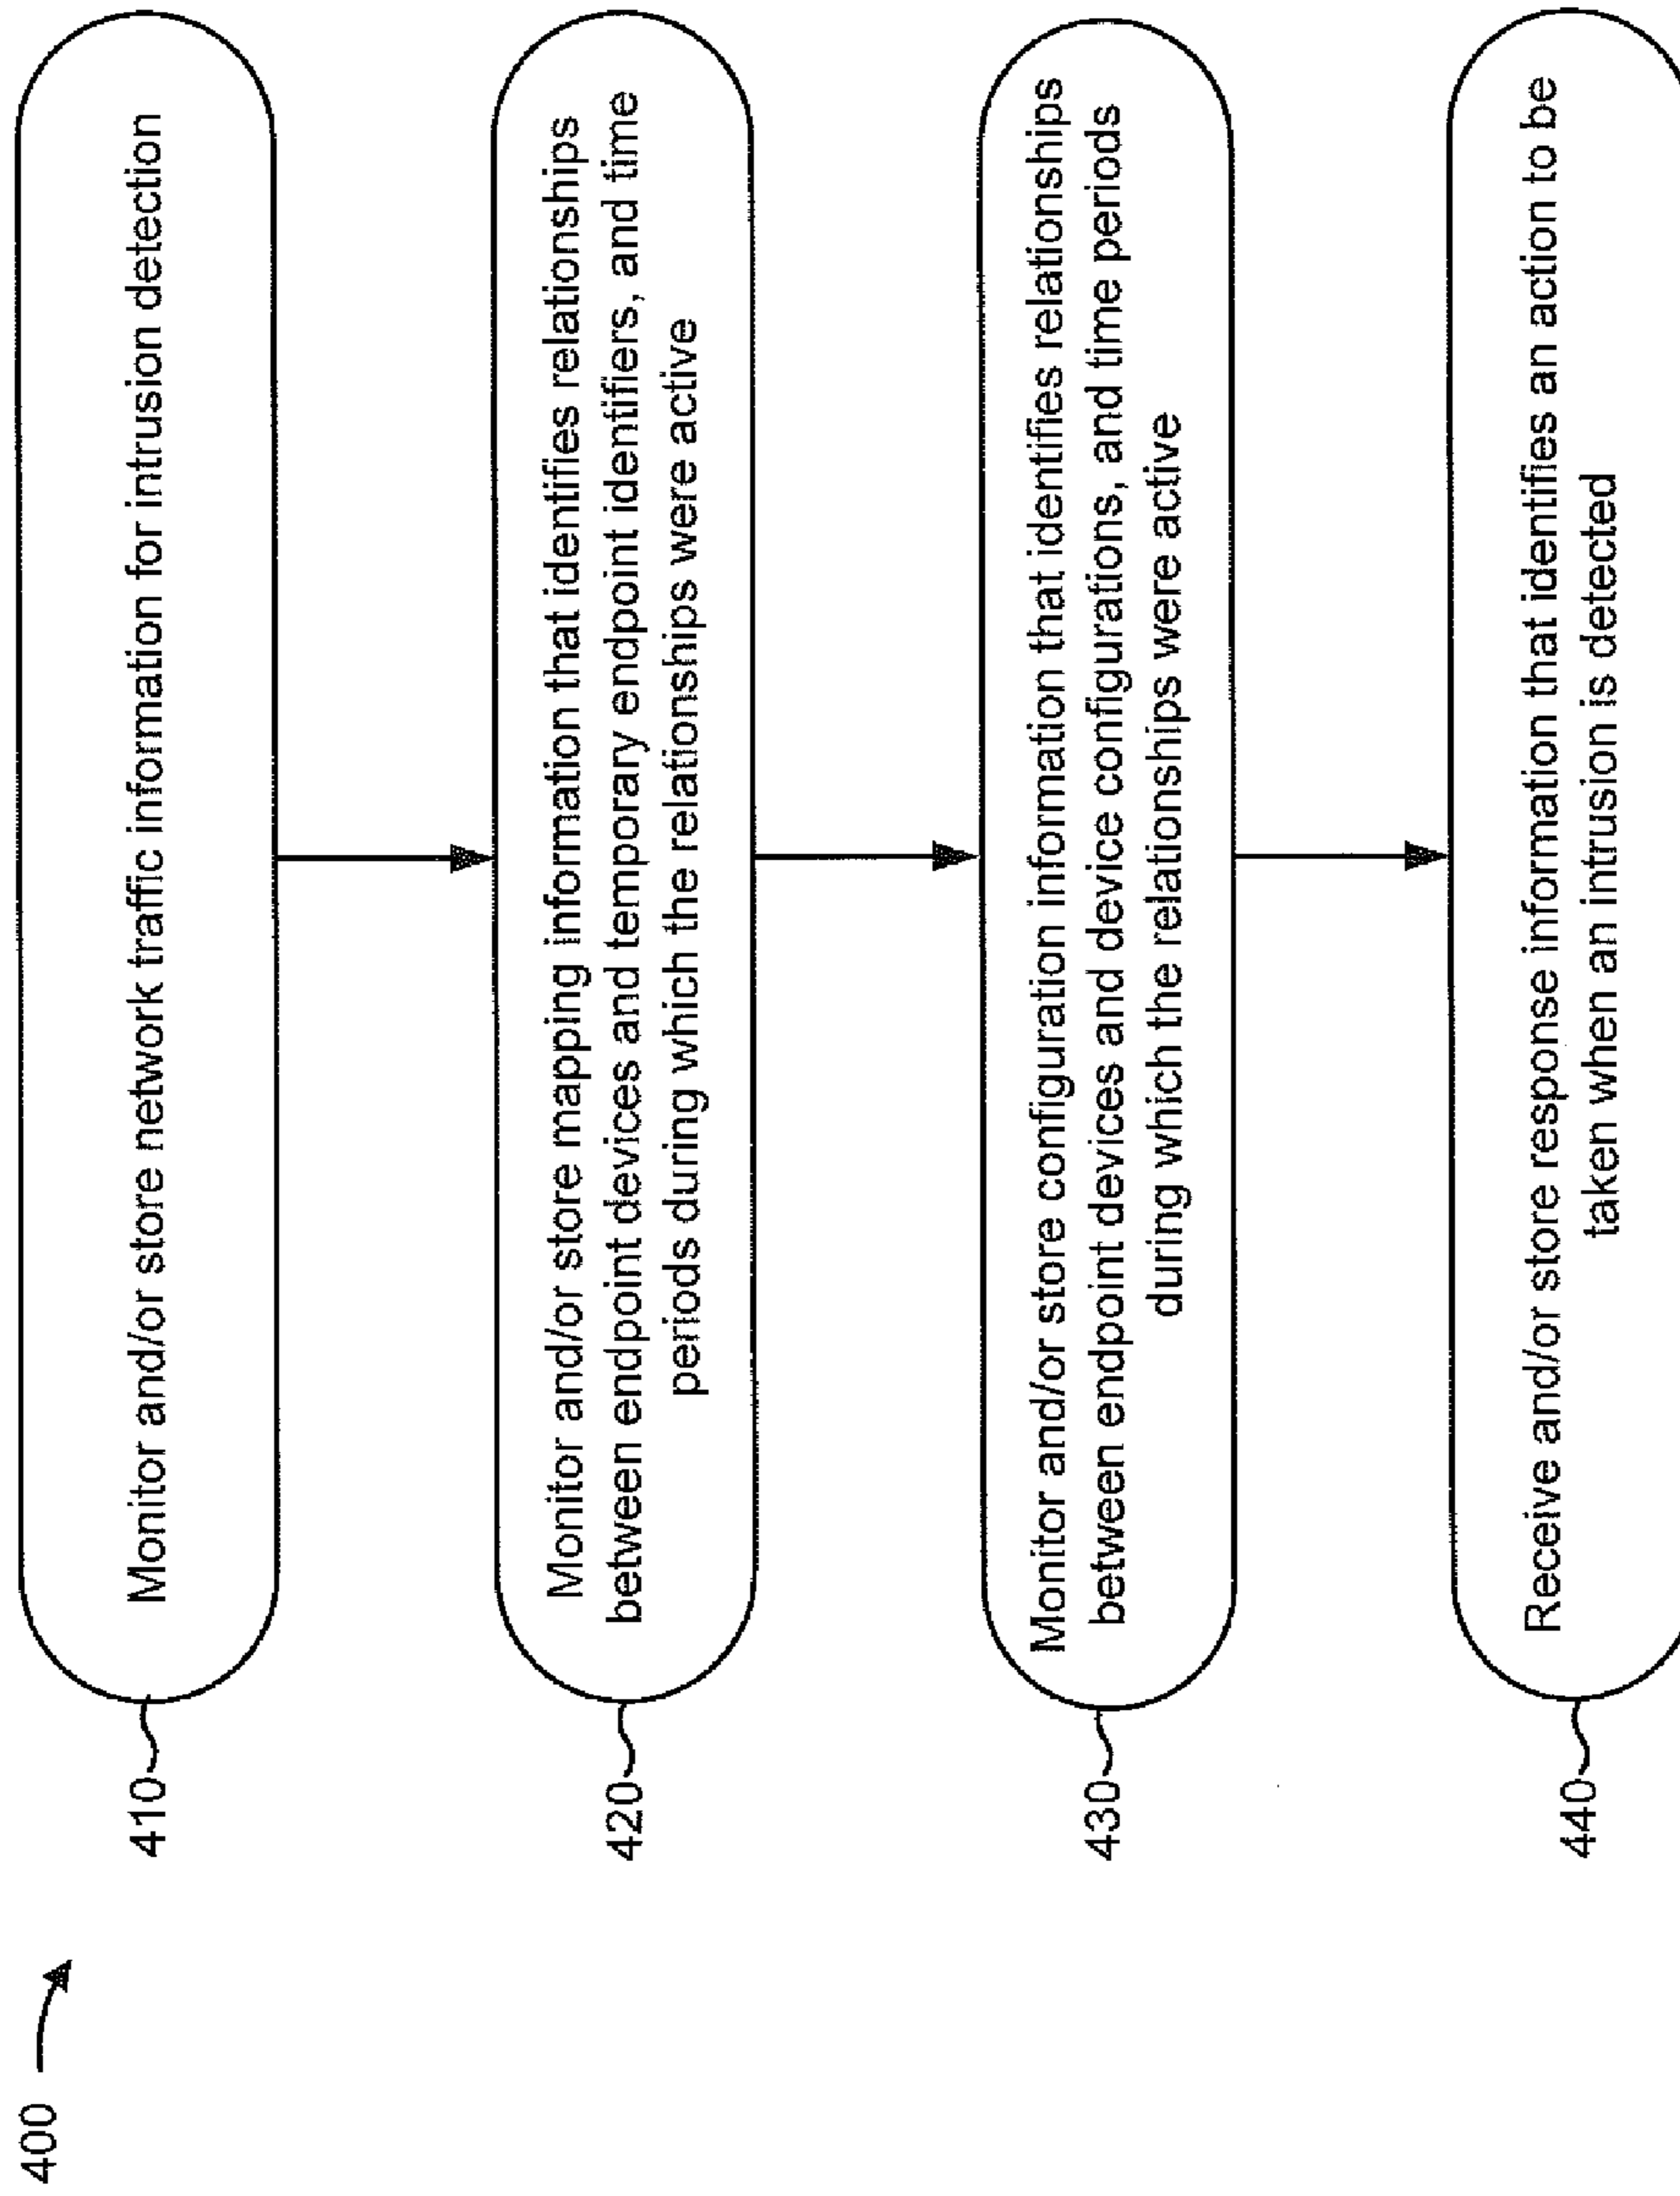 400
410
Monitor and/or store network traffic information for intrusion detection
420
Monitor and/or store mapping information that identifies relationships
between endpoint devices and temporary endpoint identifiers, and time
periods during which the relationships were active
430
Monitor and/or store configuration information that identifies relationships
between endpoint devices and device configurations, and time periods
during which the relationships were active
440
Receive and/or store response information that identifies an action to be
taken when an intrusion is detected